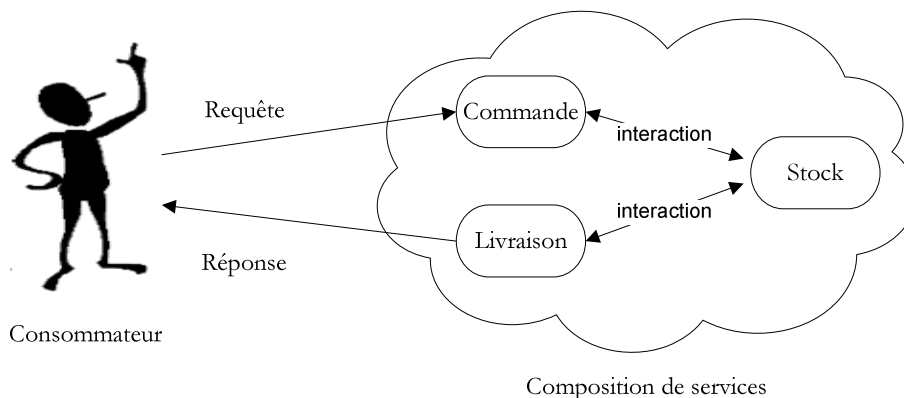 Requête
Commande
interaction
Stock
interaction
Livraison
Réponse
Consommateur
Composition de services